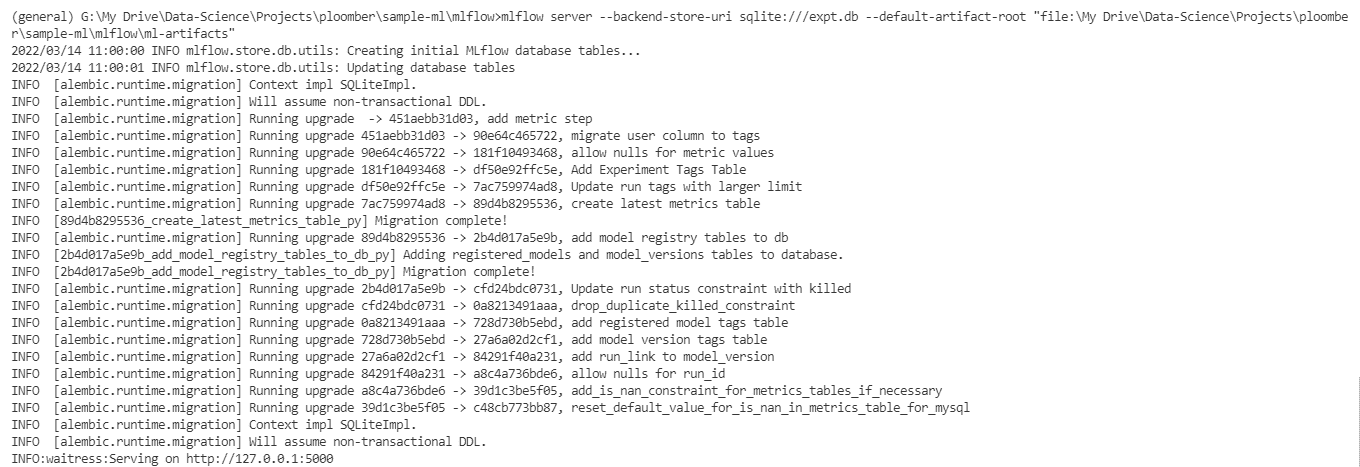 (general) G:\My Drive\Data-Science\Projects\ploomber\sample-ml\mlflow>mlflow server --backend-store-uri sqlite:///expt.db --default-artifact-root "file:\My Drive\Data-Science\Projects\ploombe
r\sample-ml\mlflow\ml-artifacts"
2022/03/14 11:00:00 INFO mlflow.store.db.utils: Creating initial MLflow database tables...
2022/03/14 11:00:01 INFO mlflow.store.db.utils: Updating database tables
INFO  [alembic.runtime.migration] Context impl SQLiteImpl.
INFO  [alembic.runtime.migration] Will assume non-transactional DDL.
INFO  [alembic.runtime.migration] Running upgrade  -> 451aebb31d03, add metric step
INFO  [alembic.runtime.migration] Running upgrade 451aebb31d03 -> 90e64c465722, migrate user column to tags
INFO  [alembic.runtime.migration] Running upgrade 90e64c465722 -> 181f10493468, allow nulls for metric values
INFO  [alembic.runtime.migration] Running upgrade 181f10493468 -> df50e92ffc5e, Add Experiment Tags Table
INFO  [alembic.runtime.migration] Running upgrade df50e92ffc5e -> 7ac759974ad8, Update run tags with larger limit
INFO  [alembic.runtime.migration] Running upgrade 7ac759974ad8 -> 89d4b8295536, create latest metrics table
INFO  [89d4b8295536_create_latest_metrics_table_py] Migration complete!
INFO  [alembic.runtime.migration] Running upgrade 89d4b8295536 -> 2b4d017a5e9b, add model registry tables to db
INFO  [2b4d017a5e9b_add_model_registry_tables_to_db_py] Adding registered_models and model_versions tables to database.
INFO  [2b4d017a5e9b_add_model_registry_tables_to_db_py] Migration complete!
INFO  [alembic.runtime.migration] Running upgrade 2b4d017a5e9b -> cfd24bdc0731, Update run status constraint with killed
INFO  [alembic.runtime.migration] Running upgrade cfd24bdc0731 -> 0a8213491aaa, drop_duplicate_killed_constraint
INFO  [alembic.runtime.migration] Running upgrade 0a8213491aaa -> 728d730b5ebd, add registered model tags table
INFO  [alembic.runtime.migration] Running upgrade 728d730b5ebd -> 27a6a02d2cf1, add model version tags table
INFO  [alembic.runtime.migration] Running upgrade 27a6a02d2cf1 -> 84291f40a231, add run_link to model_version
INFO  [alembic.runtime.migration] Running upgrade 84291f40a231 -> a8c4a736bde6, allow nulls for run_id
INFO  [alembic.runtime.migration] Running upgrade a8c4a736bde6 -> 39d1c3be5f05, add_is_nan_constraint_for_metrics_tables_if_necessary
INFO  [alembic.runtime.migration] Running upgrade 39d1c3be5f05 -> c48cb773bb87, reset_default_value_for_is_nan_in_metrics_table_for_mysql
INFO  [alembic.runtime.migration] Context impl SQLiteImpl.
INFO  [alembic.runtime.migration] Will assume non-transactional DDL.
INFO:waitress:Serving on http://127.0.0.1:5000